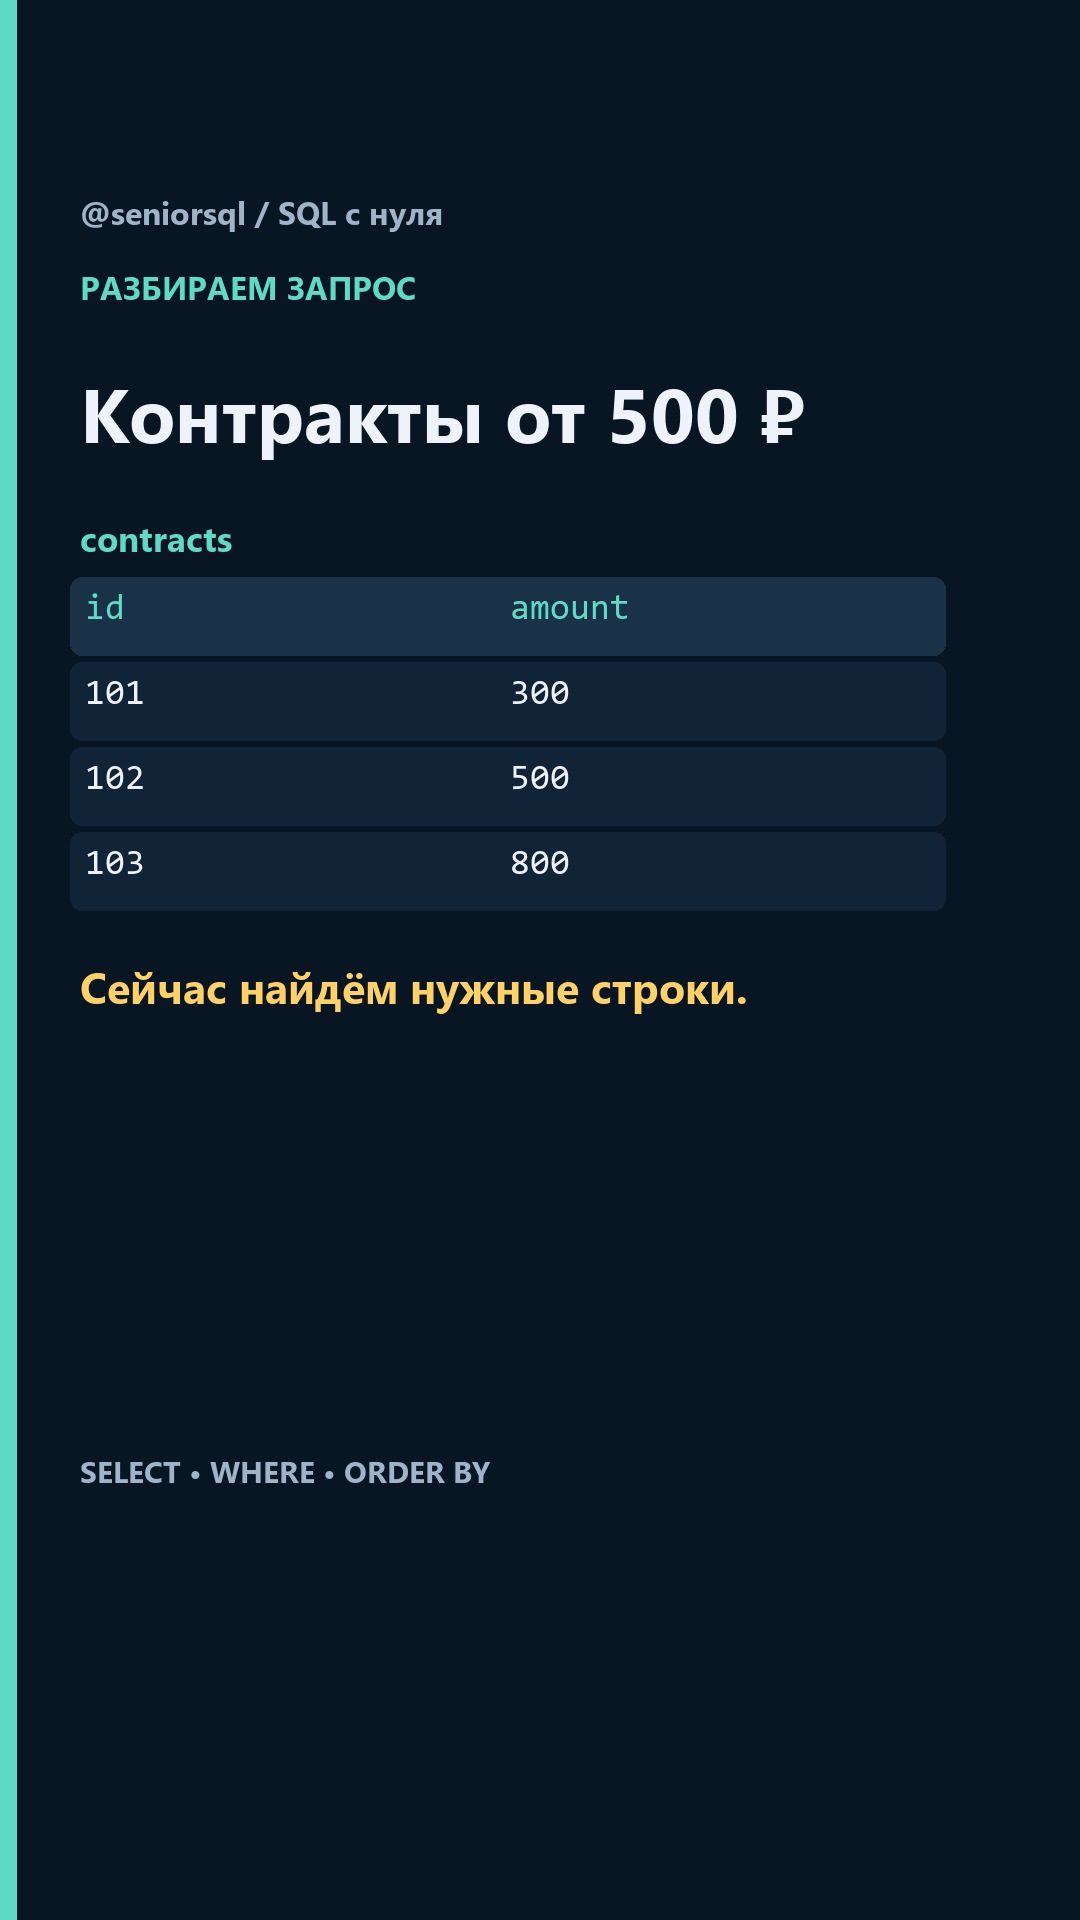 @seniorsql / SQL с нуля
РАЗБИРАЕМ ЗАПРОС
Контракты от 500 ₽
contracts
id amount
101 300
102 500
103 800
Сейчас найдём нужные строки.
SELECT • WHERE • ORDER BY